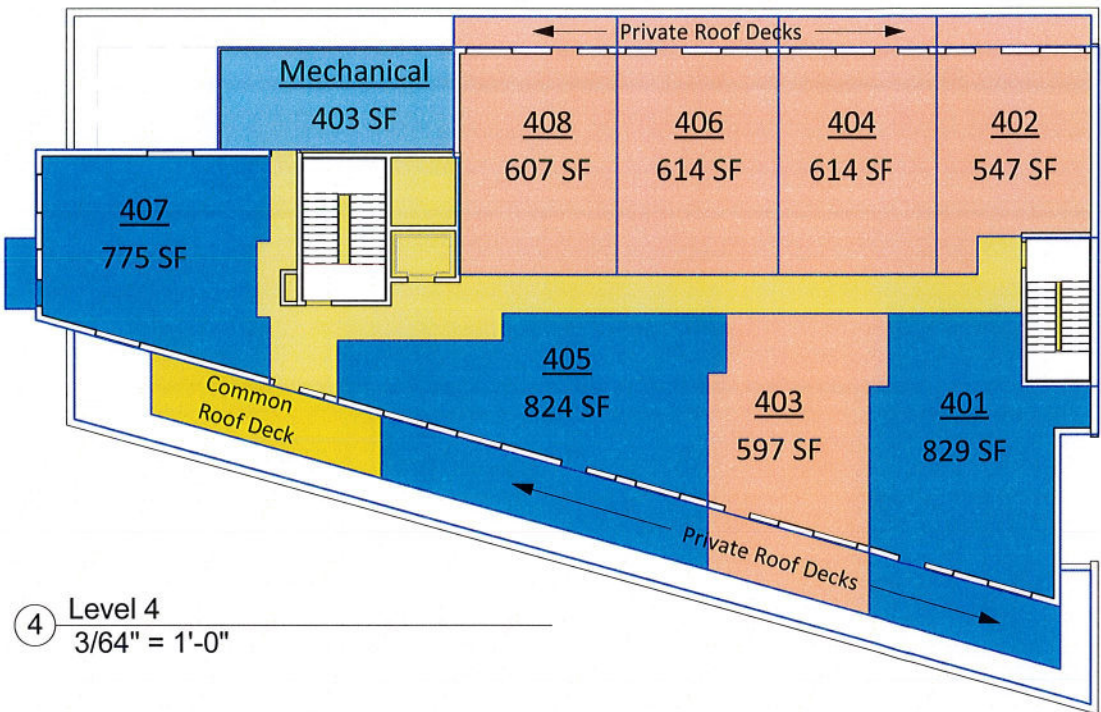 Private Roof Decks
Mechanical
403 SF
408
607 SF
406
614 SF
404
614 SF
402
547 SF
407
775 SF
405
824 SF
403
597 SF
401
829 SF
Common
Roof Deck
Private Roof Decks
4
Level 4
3/64" = 1'-0"